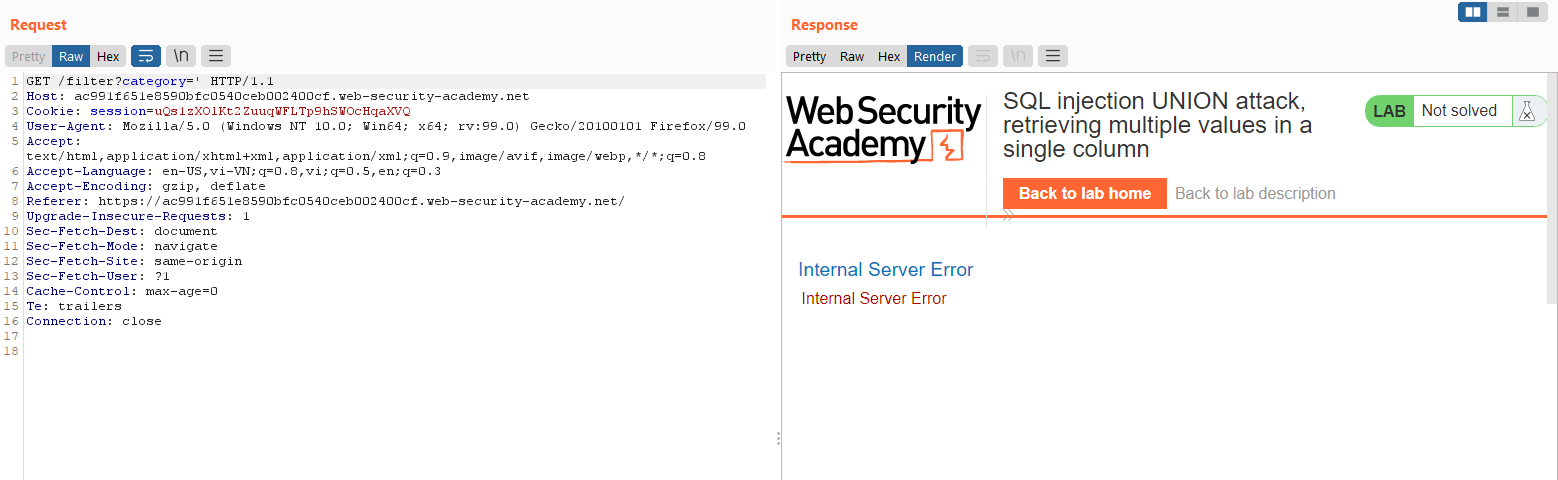 Request
Pretty Raw Hex \n
1 GET /filter?category=' HTTP/1.1
2 Host: ac991f651e8590bfc0540ceb002400cf.web-security-academy.net
3 Cookie: session=uQs1zXO1Kt2ZuuqWFLTp9hSWOcHqaXVQ
4 User-Agent: Mozilla/5.0 (Windows NT 10.0; Win64; x64; rv:99.0) Gecko/20100101 Firefox/99.0
5 Accept:
text/html,application/xhtml+xml,application/xml;q=0.9,image/avif,image/webp,*/*;q=0.8
6 Accept-Language: en-US,vi-VN;q=0.8,vi;q=0.5,en;q=0.3
7 Accept-Encoding: gzip, deflate
8 Referer: https://ac991f651e8590bfc0540ceb002400cf.web-security-academy.net/
9 Upgrade-Insecure-Requests: 1
10 Sec-Fetch-Dest: document
11 Sec-Fetch-Mode: navigate
12 Sec-Fetch-Site: same-origin
13 Sec-Fetch-User: ?1
14 Cache-Control: max-age=0
15 Te: trailers
16 Connection: close
17
18
Response
Pretty Raw Hex Render \n
Web Security
Academy
SQL injection UNION attack,
retrieving multiple values in a
single column
LAB Not solved
Back to lab home Back to lab description
Internal Server Error
Internal Server Error